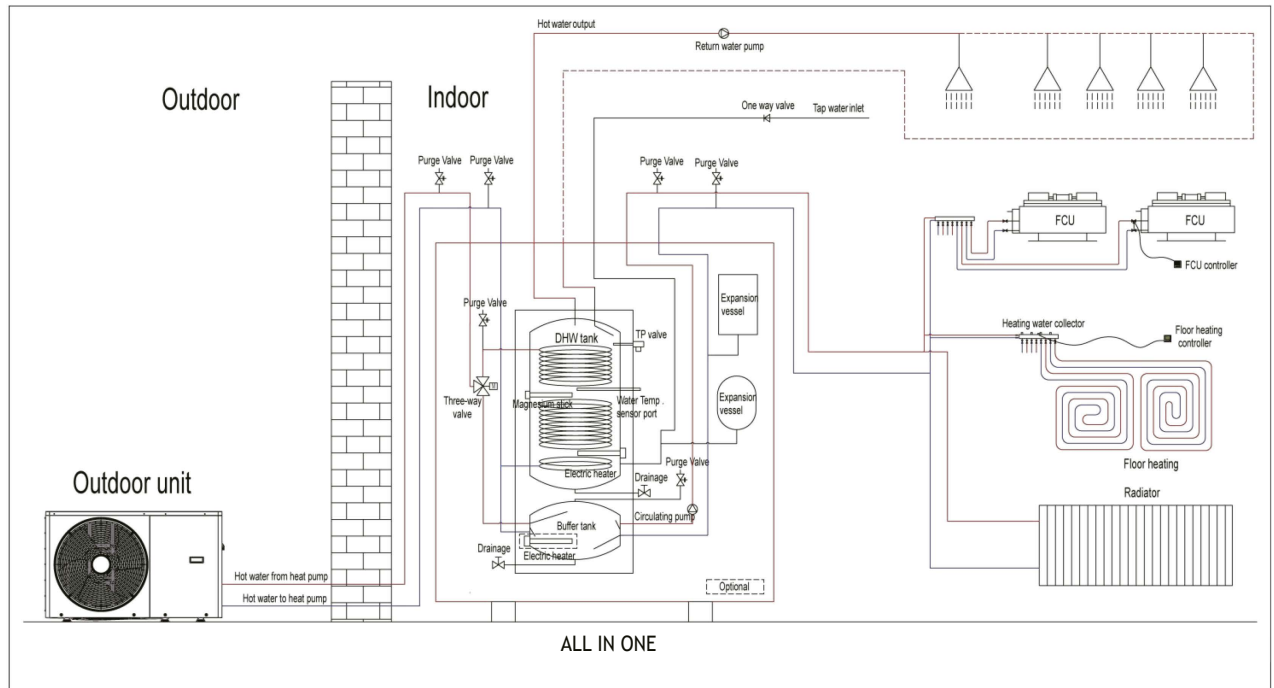 Hot water output
Return water pump
Outdoor
Indoor
One way valve
Tap water inlet
Purge Valve
Purge Valve
Purge Valve
Purge Valve
FCU
FCU
FCU controller
Purge Valve
Expansion
vessel
DHW tank
TP valve
Heating water collector
Floor heating
controller
Three-way
valve
Magnesium stick
Water Temp .
sensor port
Expansion
vessel
Electric heater
Purge Valve
Floor heating
Drainage
Outdoor unit
Radiator
Buffer tank
Circulating pump
Drainage
Electric heater
Hot water from heat pump
Optional
Hot water to heat pump
ALL IN ONE